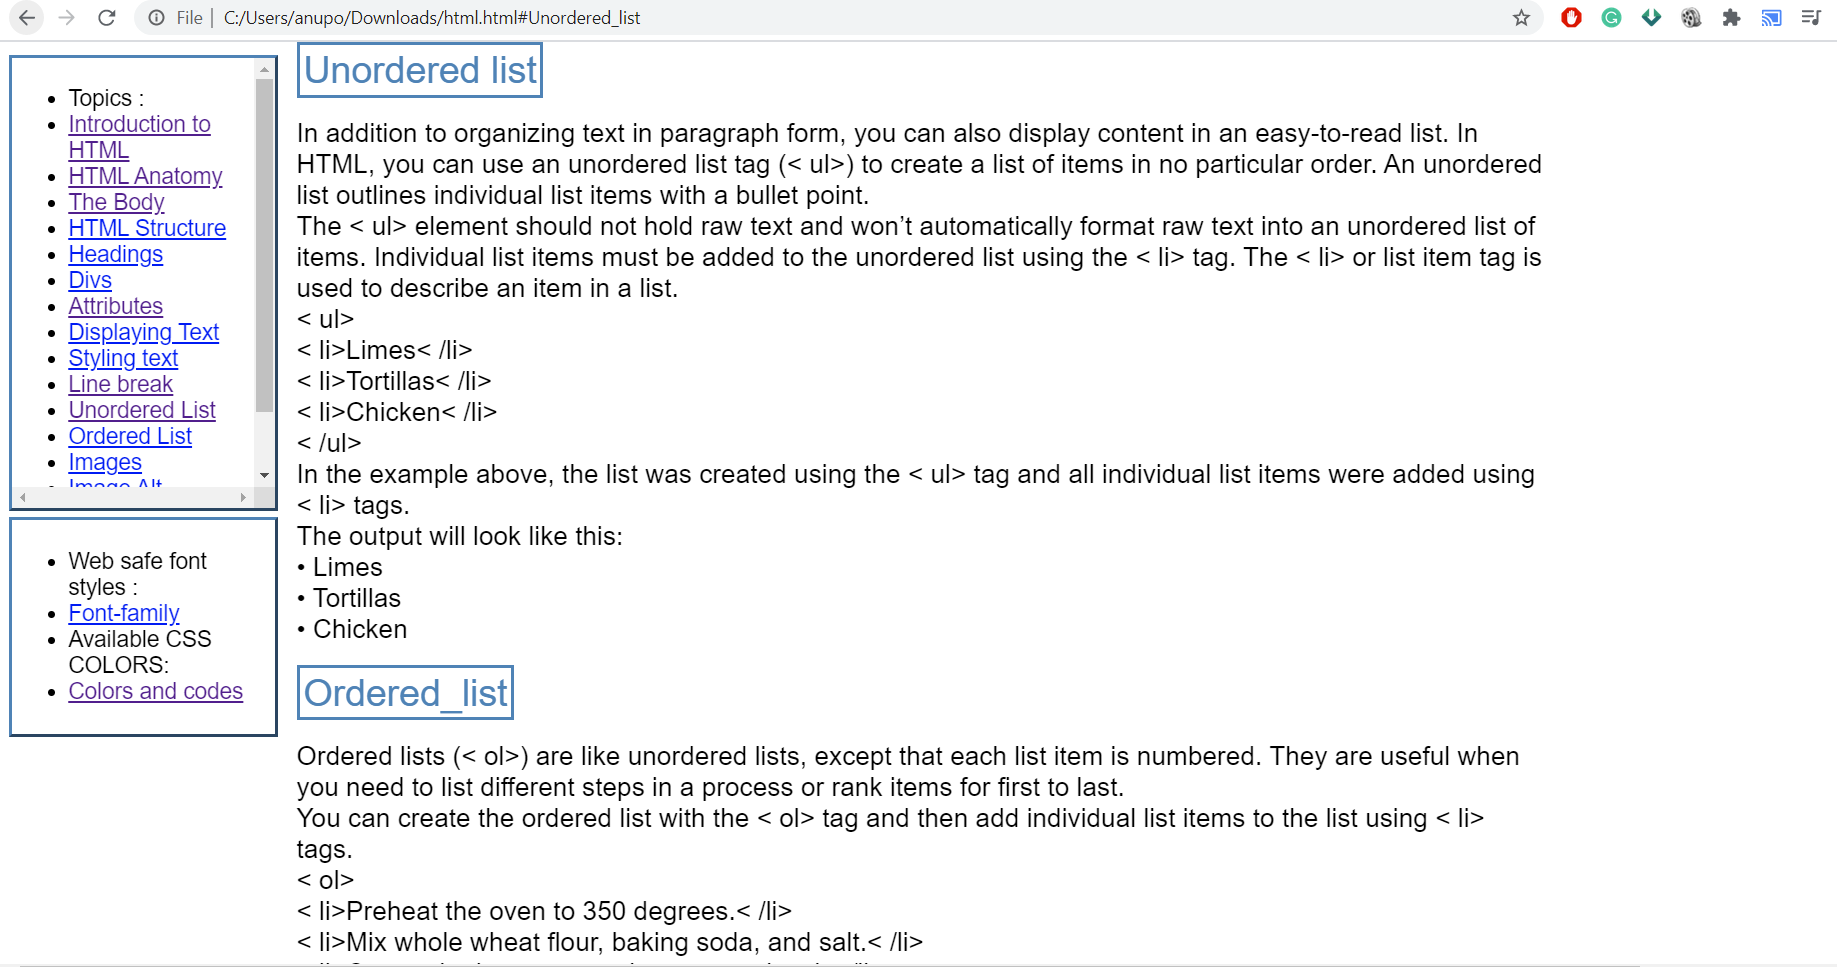 File | C:/Users/anupo/Downloads/html.html#Unordered_list
Topics :
Introduction to
HTML
HTML Anatomy
The Body
HTML Structure
Headings
Divs
Attributes
Displaying Text
Styling text
Line break
Unordered List
Ordered List
Images
Image Alt
Web safe font
styles :
Font-family
Available CSS
COLORS:
Colors and codes
Unordered list
In addition to organizing text in paragraph form, you can also display content in an easy-to-read list. In
HTML, you can use an unordered list tag (< ul>) to create a list of items in no particular order. An unordered
list outlines individual list items with a bullet point.
The < ul> element should not hold raw text and won’t automatically format raw text into an unordered list of
items. Individual list items must be added to the unordered list using the < li> tag. The < li> or list item tag is
used to describe an item in a list.
< ul>
< li>Limes< /li>
< li>Tortillas< /li>
< li>Chicken< /li>
< /ul>
In the example above, the list was created using the < ul> tag and all individual list items were added using
< li> tags.
The output will look like this:
• Limes
• Tortillas
• Chicken
Ordered_list
Ordered lists (< ol>) are like unordered lists, except that each list item is numbered. They are useful when
you need to list different steps in a process or rank items for first to last.
You can create the ordered list with the < ol> tag and then add individual list items to the list using < li>
tags.
< ol>
< li>Preheat the oven to 350 degrees.< /li>
< li>Mix whole wheat flour, baking soda, and salt.< /li>